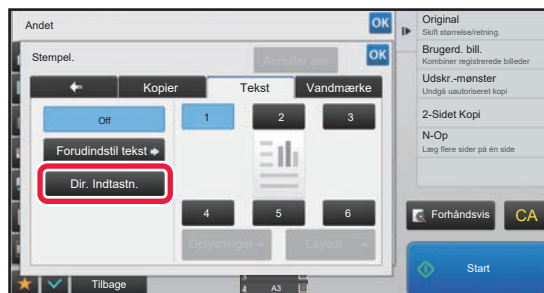 Andet
OK
Stempel.
Annuller alle
OK
Kopier
Tekst
Vandmærke
Off
Forudindstil tekst
Dir. Indtastn.
1
2
3
4
5
6
Oplysninger
Layout
Tilbage
A3
Original
Skift størrelse/retning.
Brugerd. bill.
Kombiner registrerede billeder
Udskr.-mønster
Undgå uautoriseret kopi
2-Sidet Kopi
N-Op
Læg flere sider på én side
Forhåndsvis
CA
Start